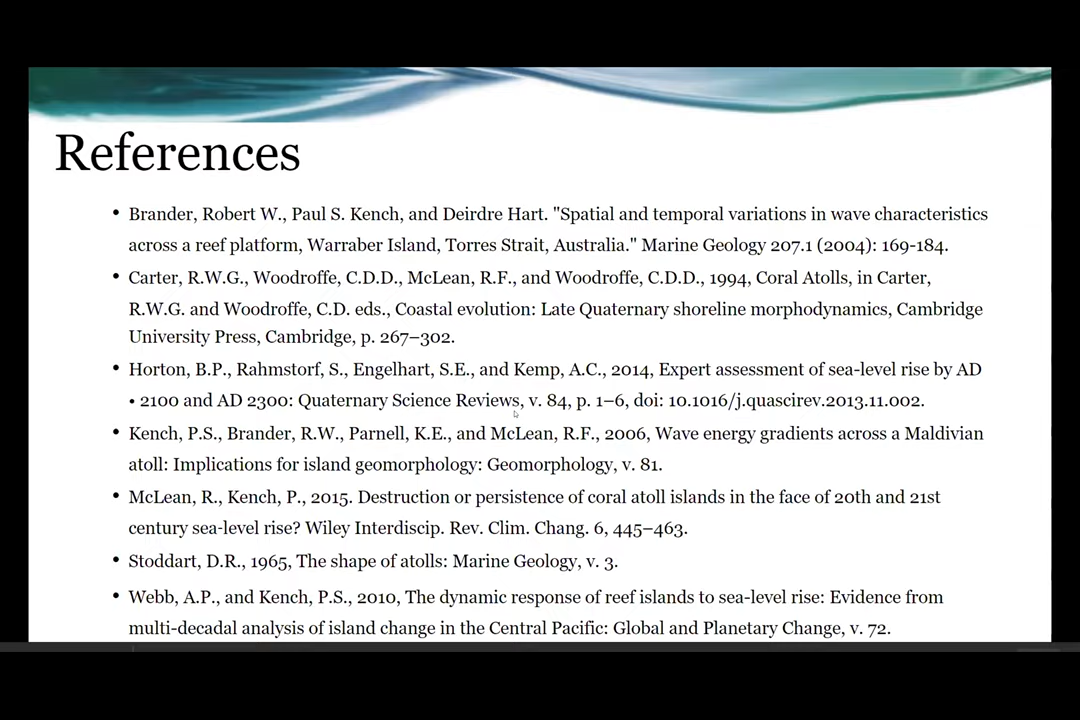 References
• Brander, Robert W., Paul S. Kench, and Deirdre Hart. "Spatial and temporal variations in wave characteristics
across a reef platform, Warraber Island, Torres Strait, Australia." Marine Geology 207.1 (2004): 169-184.
• Carter, R.W.G., Woodroffe, C.D.D., McLean, R.F., and Woodroffe, C.D.D., 1994, Coral Atolls, in Carter,
R.W.G. and Woodroffe, C.D. eds., Coastal evolution: Late Quaternary shoreline morphodynamics, Cambridge
University Press, Cambridge, p. 267–302.
• Horton, B.P., Rahmstorf, S., Engelhart, S.E., and Kemp, A.C., 2014, Expert assessment of sea-level rise by AD
• 2100 and AD 2300: Quaternary Science Reviews, v. 84, p. 1–6, doi: 10.1016/j.quascirev.2013.11.002.
• Kench, P.S., Brander, R.W., Parnell, K.E., and McLean, R.F., 2006, Wave energy gradients across a Maldivian
atoll: Implications for island geomorphology: Geomorphology, v. 81.
• McLean, R., Kench, P., 2015. Destruction or persistence of coral atoll islands in the face of 20th and 21st
century sea-level rise? Wiley Interdiscip. Rev. Clim. Chang. 6, 445–463.
• Stoddart, D.R., 1965, The shape of atolls: Marine Geology, v. 3.
• Webb, A.P., and Kench, P.S., 2010, The dynamic response of reef islands to sea-level rise: Evidence from
multi-decadal analysis of island change in the Central Pacific: Global and Planetary Change, v. 72.